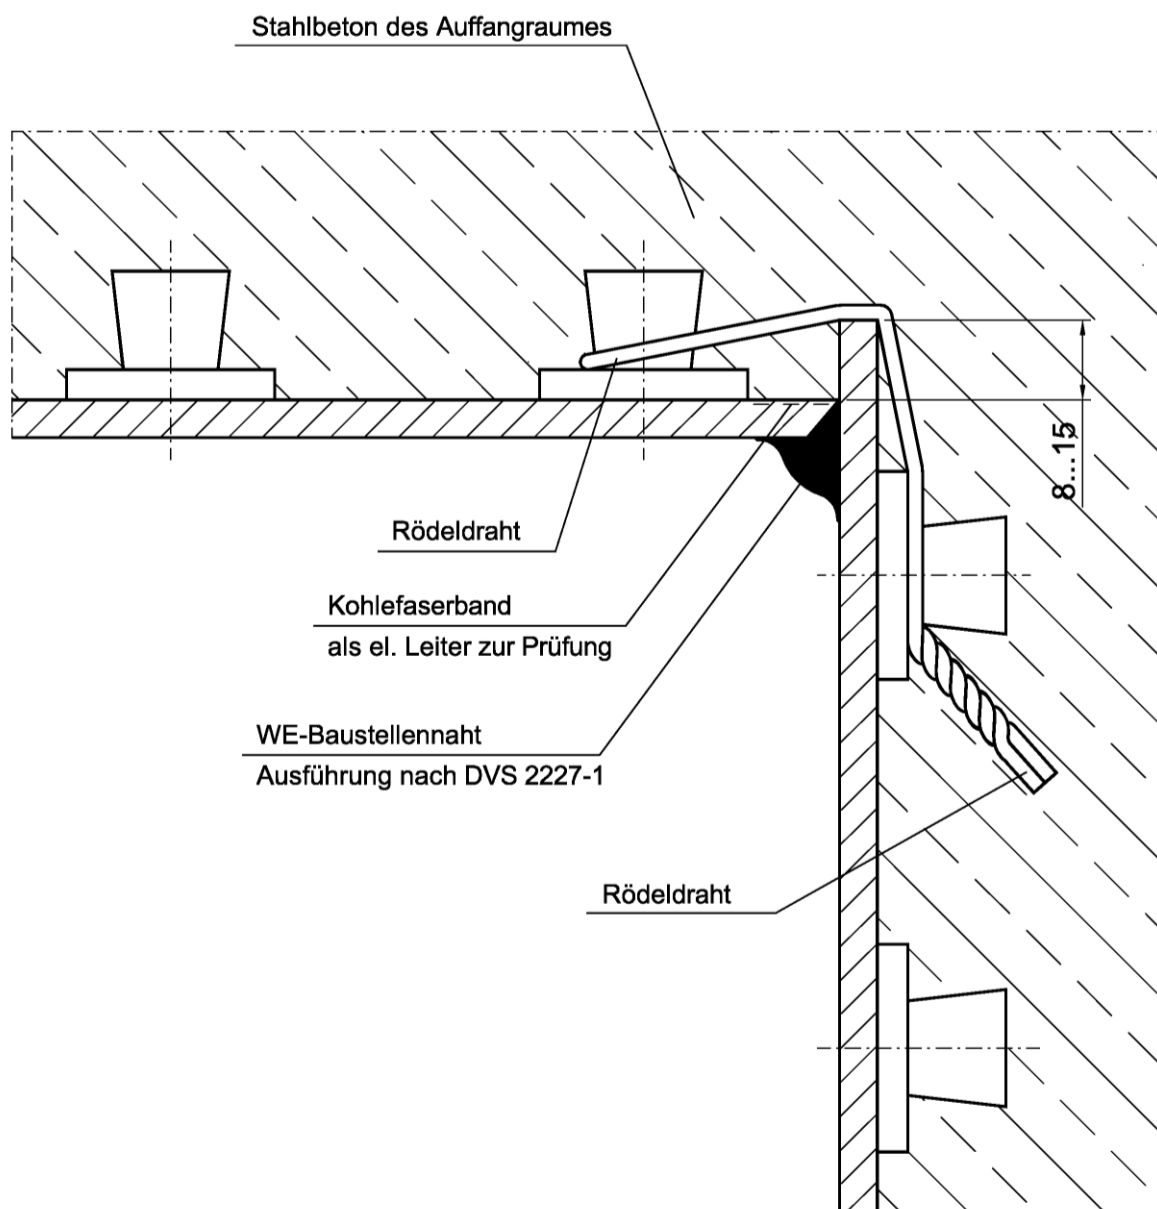 Stahlbeton des Auffangraumes
8...15
Rödeldraht
Kohlefaserband
als el. Leiter zur Prüfung
WE-Baustellennaht
Ausführung nach DVS 2227-1
Rödeldraht